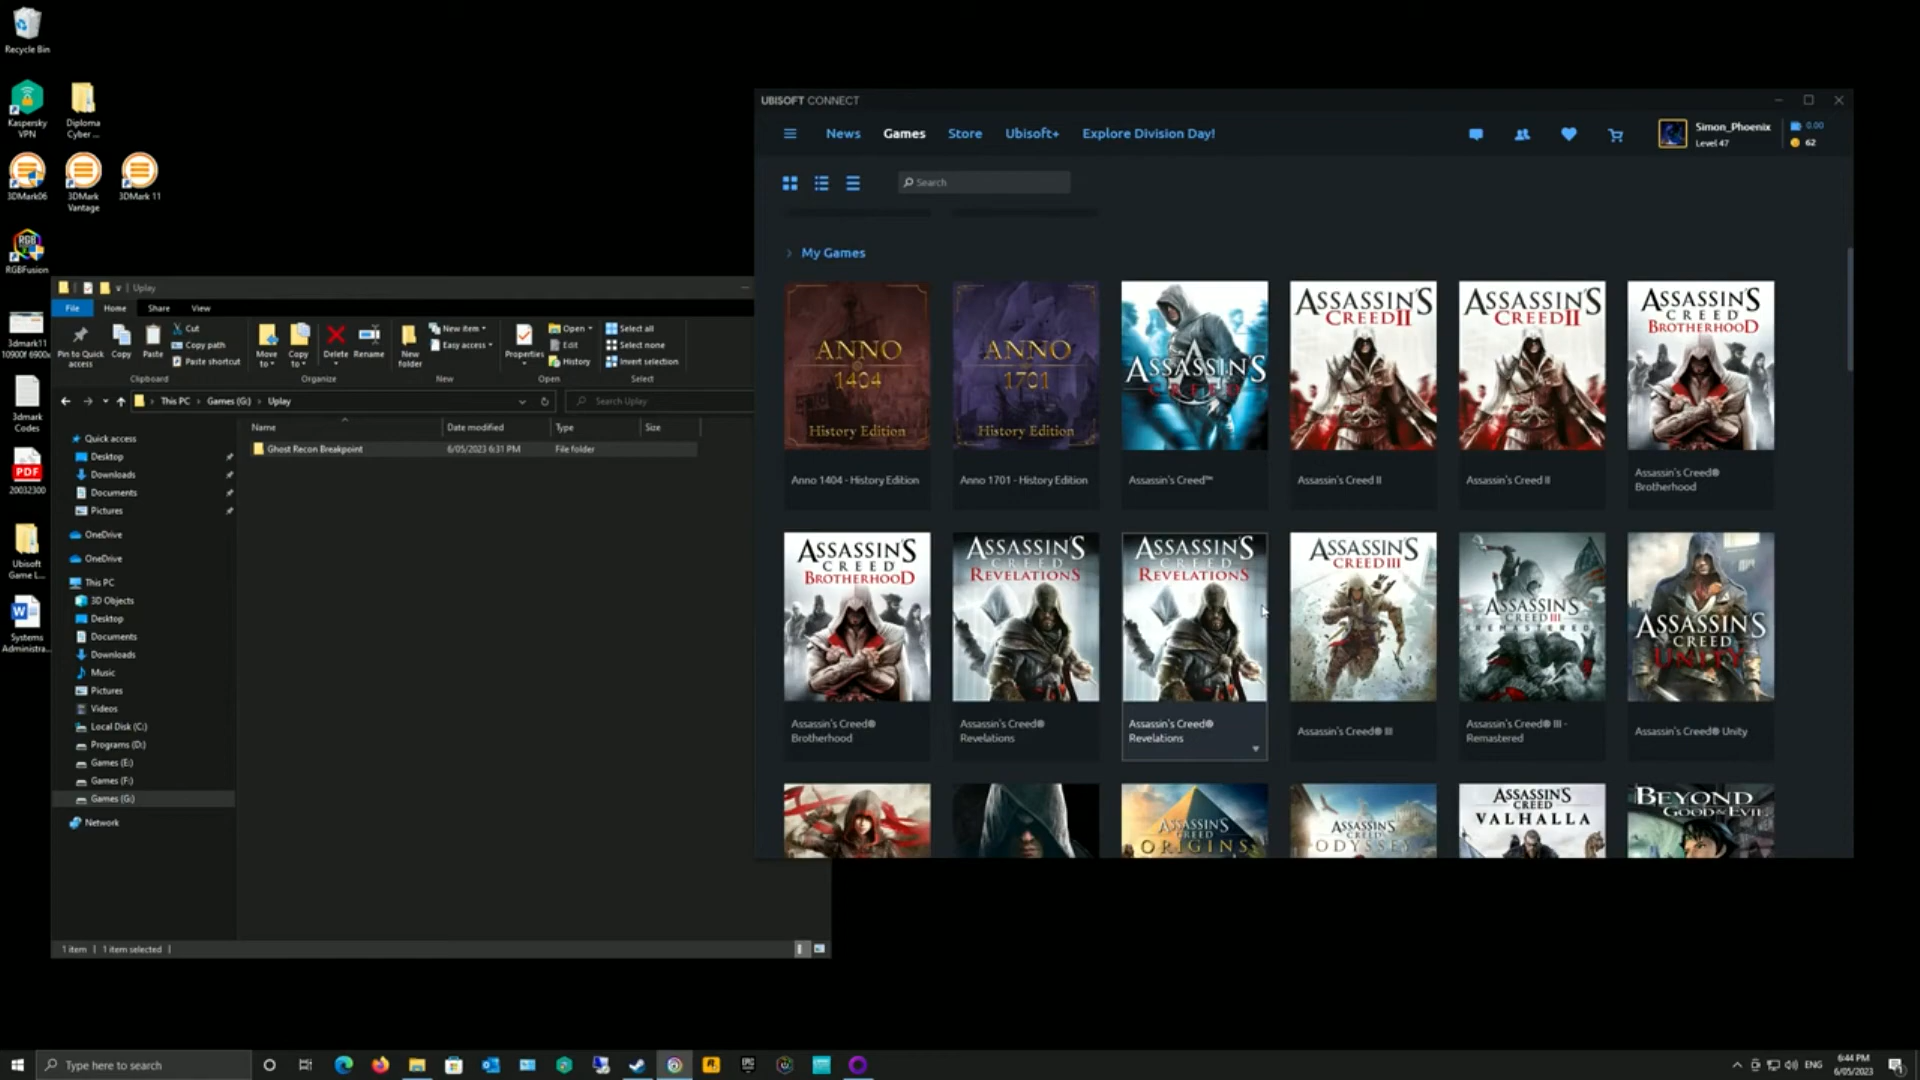 Recycle Bin
Kaspersky
VPN
Diploma
Cyber ...
3DMark06
3DMark
Vantage
3DMark 11
RGB
RGBFusion
3dmark11
10900f 6900x
3dmark
Codes
PDF
20032300
Ubisoft
Game L...
Systems
Administra...
Uplay
File
Home
Share
View
Pin to Quick
access
Copy
Paste
Cut
Copy path
Paste shortcut
Clipboard
Move
to
Copy
to
Delete
Rename
Organize
New
folder
New item
Easy access
New
Properties
Open
Edit
History
Open
Select all
Select none
Invert selection
Select
This PC
Games (G:)
Uplay
Search Uplay
Name
Date modified
Type
Size
Ghost Recon Breakpoint
6/05/2023 6:31 PM
File folder
Quick access
Desktop
Downloads
Documents
Pictures
OneDrive
OneDrive
This PC
3D Objects
Desktop
Documents
Downloads
Music
Pictures
Videos
Local Disk (C:)
Programs (D:)
Games (E:)
Games (F:)
Games (G:)
Network
1 item
1 item selected
UBISOFT CONNECT
News
Games
Store
Ubisoft+
Explore Division Day!
Simon_Phoenix
Level 47
0.00
62
Search
My Games
ANNO
1404
History Edition
ANNO
1701
History Edition
ASSASSIN'S
CREED
ASSASSIN'S
CREED II
ASSASSIN'S
CREED II
ASSASSIN'S
CREED
BROTHERHOOD
Anno 1404 - History Edition
Anno 1701 - History Edition
Assassin's Creed™
Assassin's Creed II
Assassin's Creed II
Assassin's Creed®
Brotherhood
ASSASSIN'S
CREED
BROTHERHOOD
ASSASSIN'S
CREED
REVELATIONS
ASSASSIN'S
CREED
REVELATIONS
ASSASSIN'S
CREED III
ASSASSIN'S
CREED III
REMASTERED
ASSASSIN'S
CREED
UNITY
Assassin's Creed®
Brotherhood
Assassin's Creed®
Revelations
Assassin's Creed®
Revelations
Assassin's Creed® III
Assassin's Creed® III -
Remastered
Assassin's Creed® Unity
ASSASSIN'S
CREED
ORIGINS
ASSASSIN'S
CREED
ODYSSEY
ASSASSIN'S
CREED
VALHALLA
BEYOND
GOOD & EVIL
Type here to search
EPIC
ENG
6:44 PM
6/05/2023